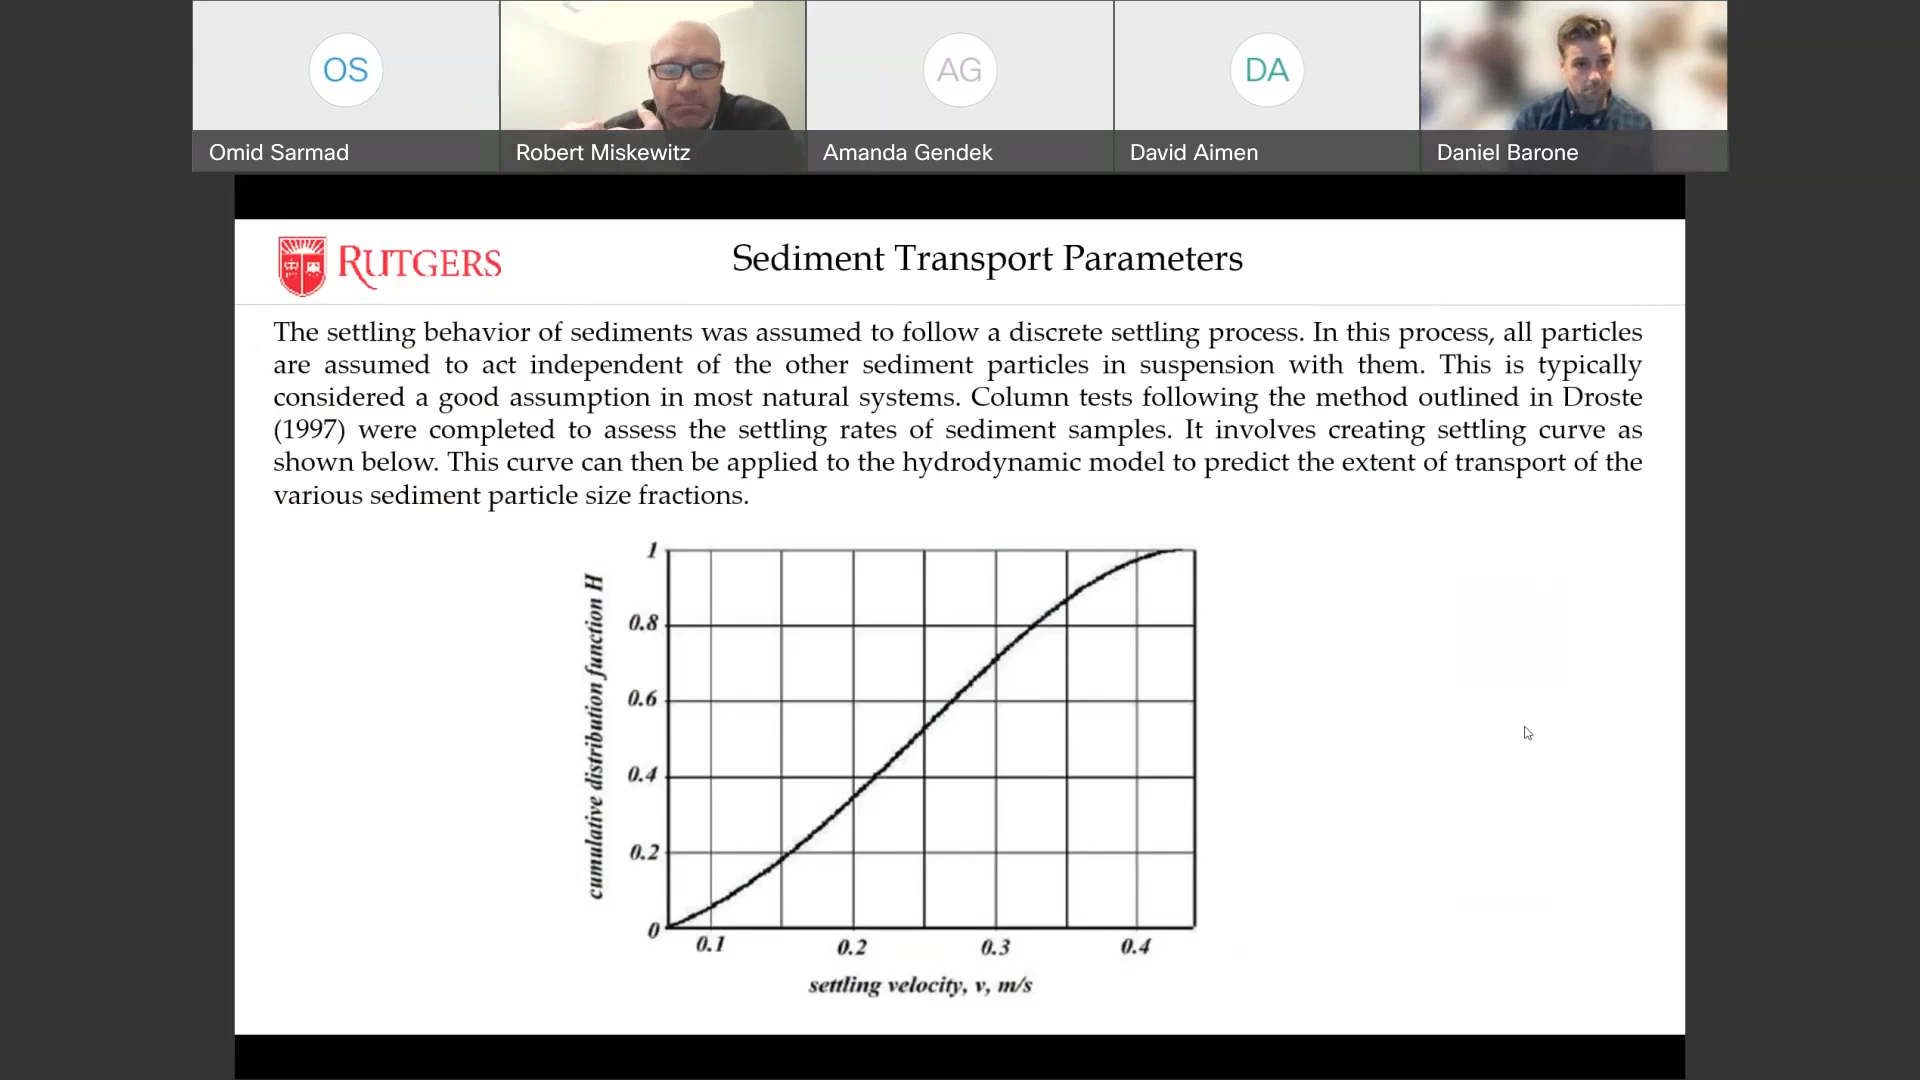 OS
AG
DA
Omid Sarmad
Robert Miskewitz
Amanda Gendek
David Aimen
Daniel Barone
RUTGERS
Sediment Transport Parameters
The settling behavior of sediments was assumed to follow a discrete settling process. In this process, all particles
are assumed to act independent of the other sediment particles in suspension with them. This is typically
considered a good assumption in most natural systems. Column tests following the method outlined in Droste
(1997) were completed to assess the settling rates of sediment samples. It involves creating settling curve as
shown below. This curve can then be applied to the hydrodynamic model to predict the extent of transport of the
various sediment particle size fractions.
cumulative distribution function H
1
0.8
0.6
0.4
0.2
0
0.1
0.2
0.3
0.4
settling velocity, v, m/s